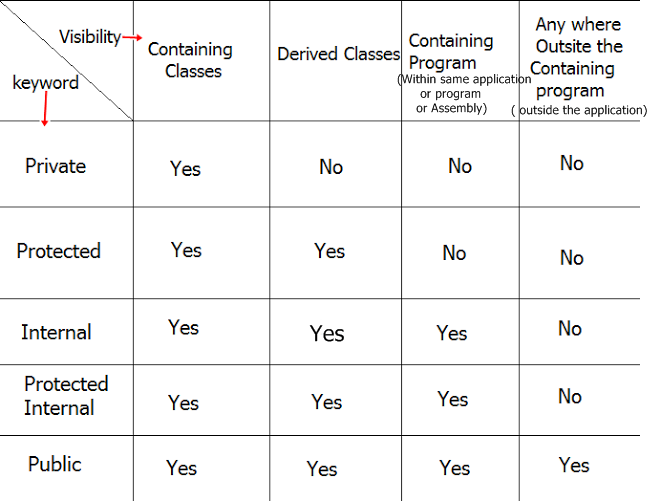 Visibility
keyword
Containing
Classes
Derived Classes
Containing
Program
(Within same application
or program
or Assembly)
Any where
Outsite the
Containing
program
( outside the application)
Private
Yes
No
No
No
Protected
Yes
Yes
No
No
Internal
Yes
Yes
Yes
No
Protected
Internal
Yes
Yes
Yes
No
Public
Yes
Yes
Yes
Yes